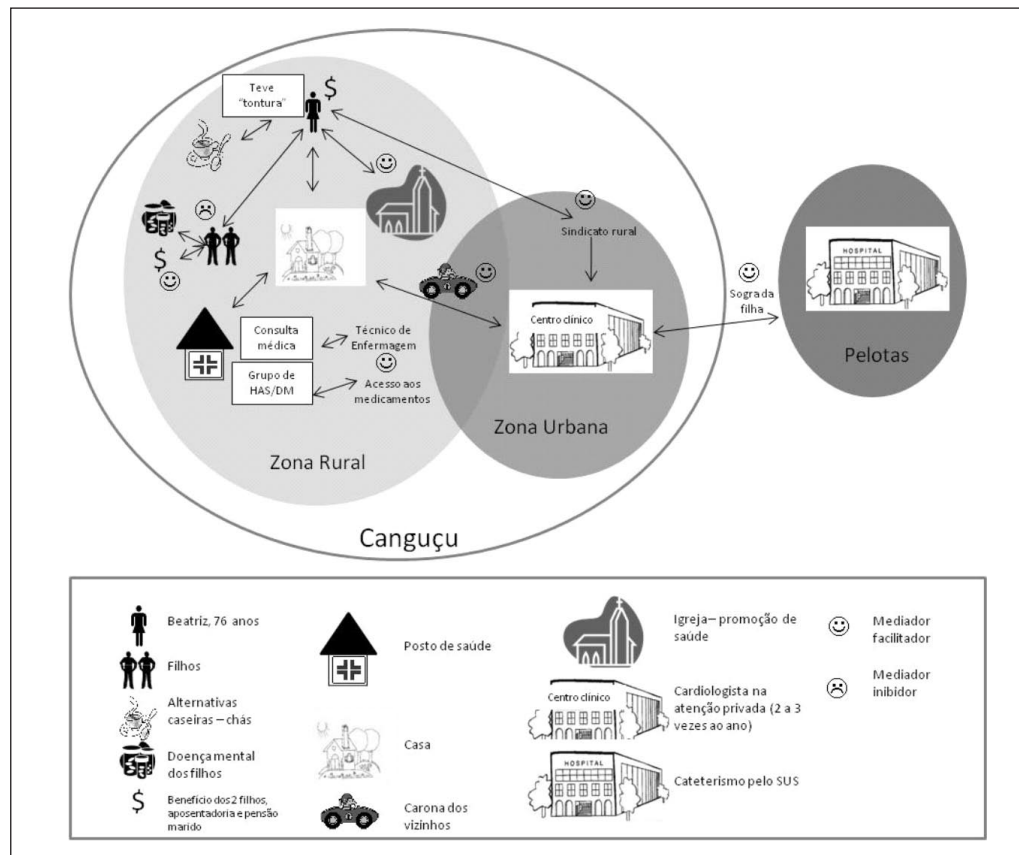 Teve
"tontura"
$
$
Sindicato rural
Centro clínico
Sogra da
filha
HOSPITAL
Pelotas
Consulta
médica
Técnico de
Enfermagem
Grupo de
HAS/DM
Acesso aos
medicamentos
Zona Urbana
Zona Rural
Canguçu
Beatriz, 76 anos
Filhos
Alternativas
caseiras – chás
Doença mental
dos filhos
$
Benefício dos 2 filhos,
aposentadoria e pensão
marido
Posto de saúde
Casa
Carona dos
vizinhos
Igreja – promoção de
saúde
Centro clínico
Cardiologista na
atenção privada (2 a 3
vezes ao ano)
HOSPITAL
Cateterismo pelo SUS
Mediador
facilitador
Mediador
inibidor